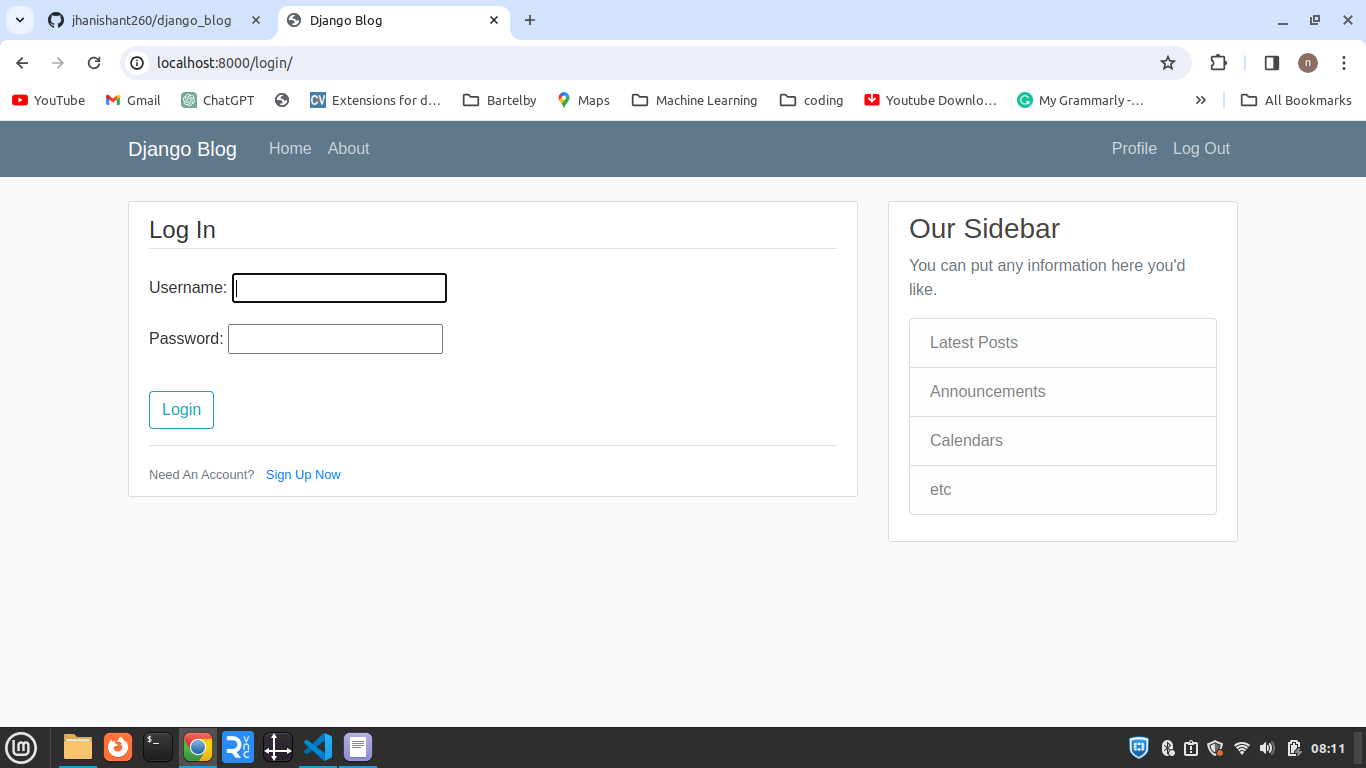 jhanishant260/django_blog
Django Blog
localhost:8000/login/
n
YouTube
Gmail
ChatGPT
CV
Extensions for d...
Bartelby
Maps
Machine Learning
coding
Youtube Downlo...
G
My Grammarly -...
All Bookmarks
Django Blog
Home
About
Profile
Log Out
Log In
Username:
Password:
Login
Need An Account? Sign Up Now
Our Sidebar
You can put any information here you'd
like.
Latest Posts
Announcements
Calendars
etc
08:11